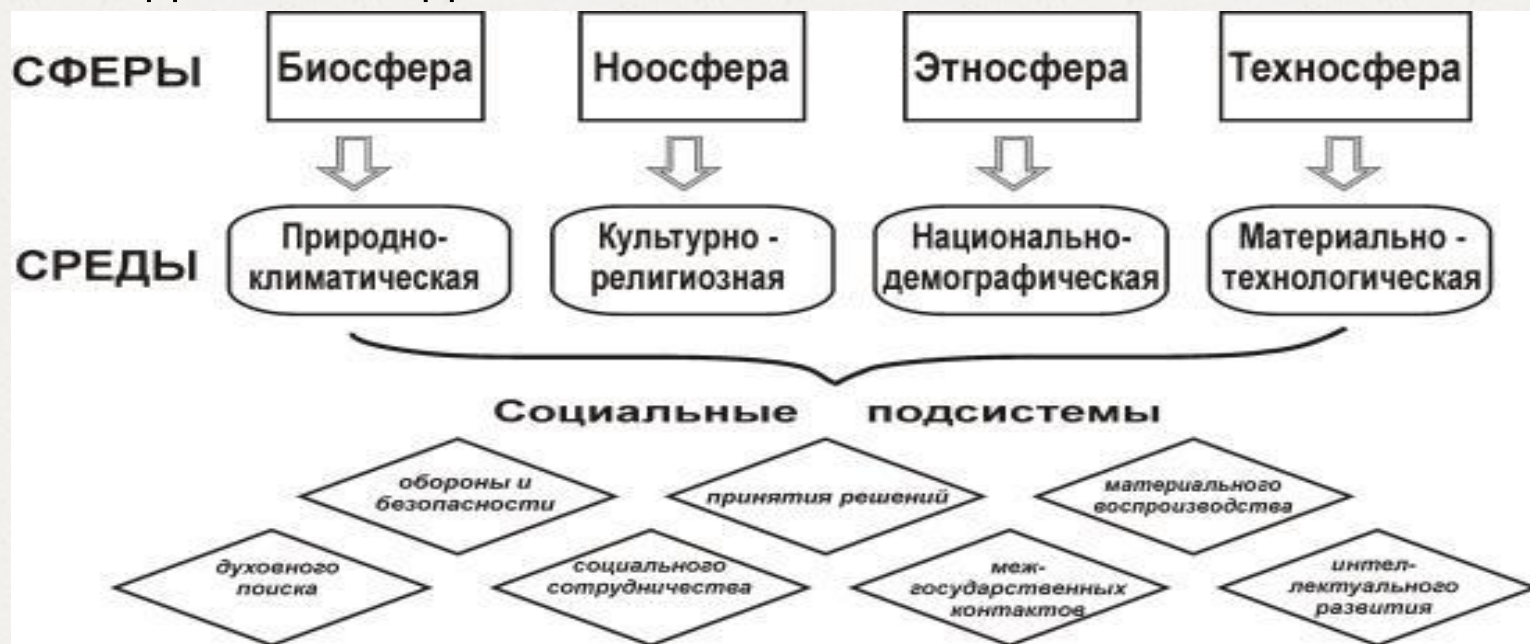 СФЕРЫ
Биосфера
Ноосфера
Этносфера
Техносфера
СРЕДЫ
Природно-
климатическая
Культурно -
религиозная
Национально-
демографическая
Материально -
технологическая
Социальные подсистемы
обороны и
безопасности
принятия решений
материального
воспроизводства
духовного
поиска
социального
сотрудничества
меж-
государственных
контактов
интел-
лектуального
развития